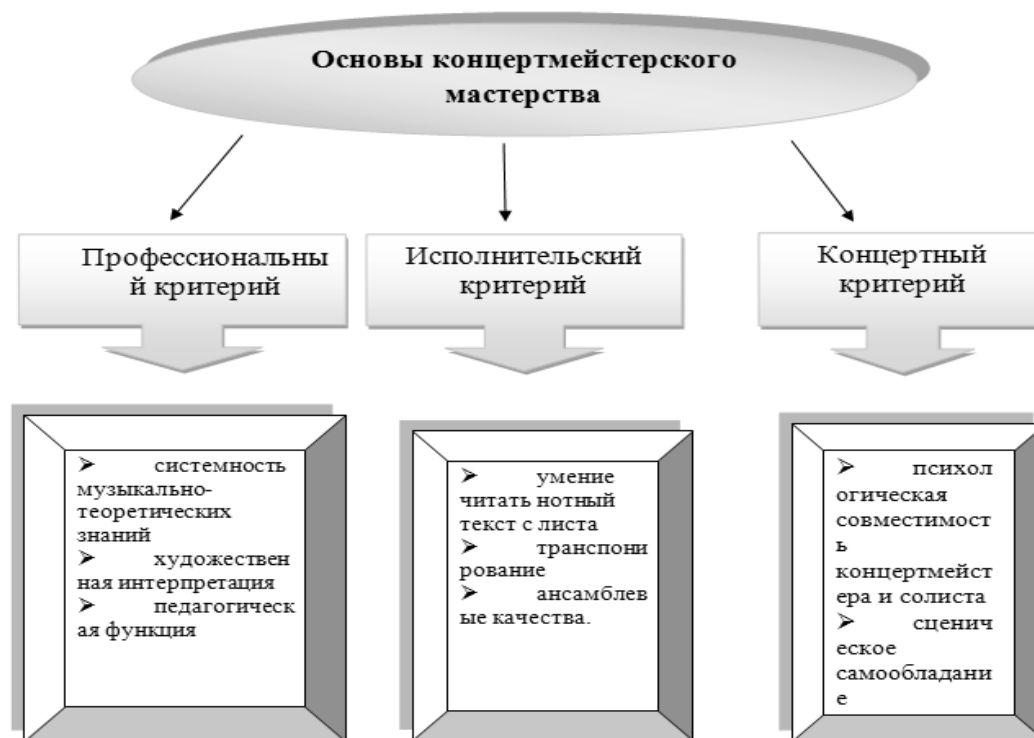 Основы концертмейстерского
мастерства
Профессиональны
й критерий
Исполнительский
критерий
Концертный
критерий
➢ системность
музыкально-
теоретических
знаний
➢ художествен
ная интерпретация
➢ педагогическ
ая функция
➢ умение
читать нотный
текст с листа
➢ транспони
рование
➢ ансамблев
ые качества.
➢ психол
огическая
совместимост
ь
концертмейст
ера и солиста
➢ сценич
еское
самообладани
е